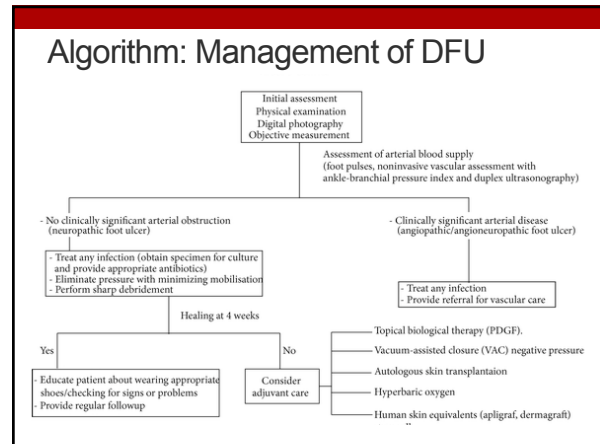 Algorithm: Management of DFU
Initial assessment
Physical examination
Digital photography
Objective measurement
Assessment of arterial blood supply
(foot pulses, noninvasive vascular assessment with
ankle-branchial pressure index and duplex ultrasonography)
- No clinically significant arterial obstruction
(neuropathic foot ulcer)
- Clinically significant arterial disease
(angiopathic/angioneuropathic foot ulcer)
- Treat any infection (obtain specimen for culture
and provide appropriate antibiotics)
- Eliminate pressure with minimizing mobilisation
- Perform sharp debridement
- Treat any infection
- Provide referral for vascular care
Healing at 4 weeks
Yes
No
- Educate patient about wearing appropriate
shoes/checking for signs or problems
- Provide regular followup
Consider
adjuvant care
- Topical biological therapy (PDGF).
- Vacuum-assisted closure (VAC) negative pressure
- Autologous skin transplantaion
- Hyperbaric oxygen
- Human skin equivalents (apligraf, dermagraft)